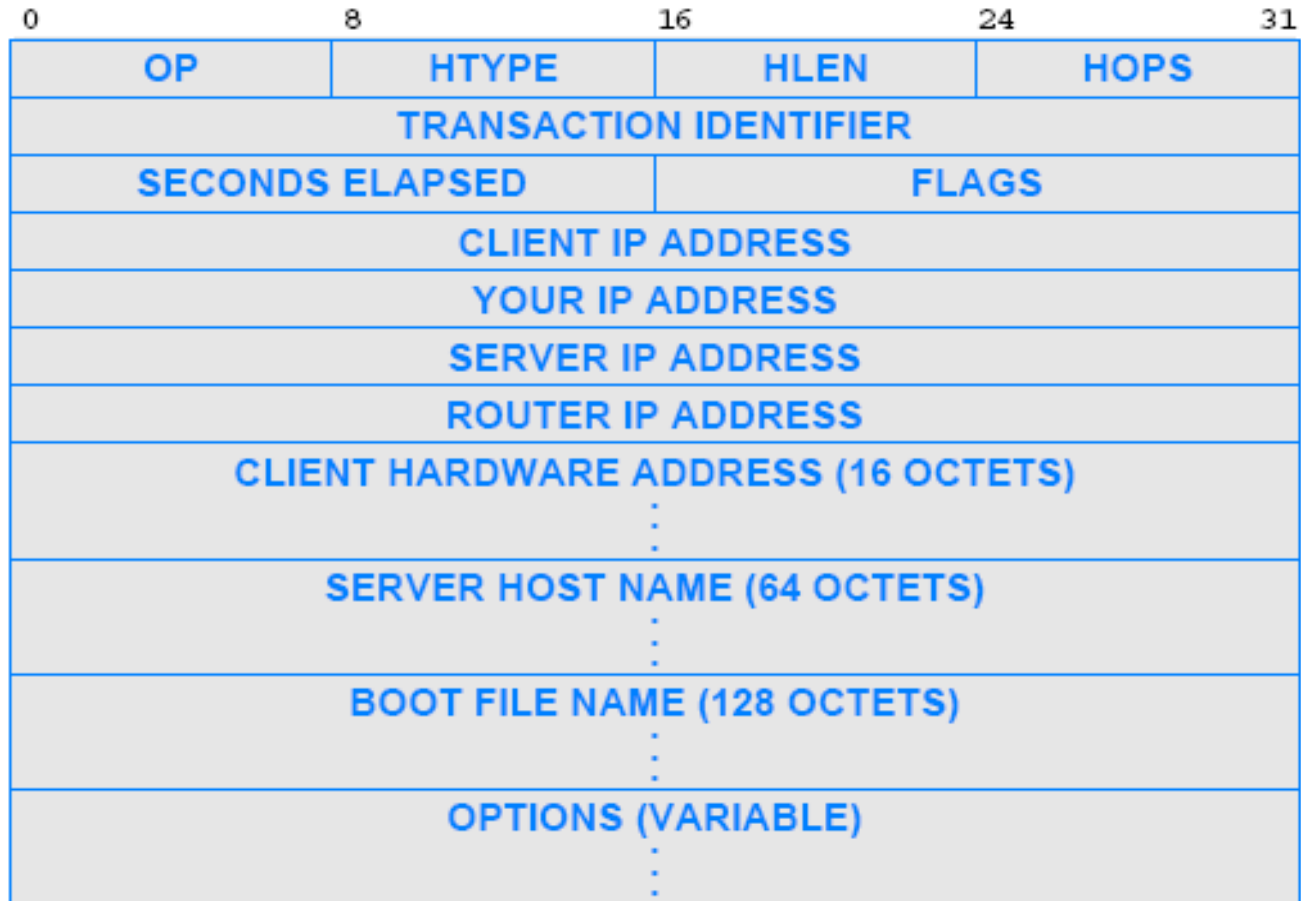 0 8 16 24 31
OP HTYPE HLEN HOPS
TRANSACTION IDENTIFIER
SECONDS ELAPSED FLAGS
CLIENT IP ADDRESS
YOUR IP ADDRESS
SERVER IP ADDRESS
ROUTER IP ADDRESS
CLIENT HARDWARE ADDRESS (16 OCTETS)
SERVER HOST NAME (64 OCTETS)
BOOT FILE NAME (128 OCTETS)
OPTIONS (VARIABLE)